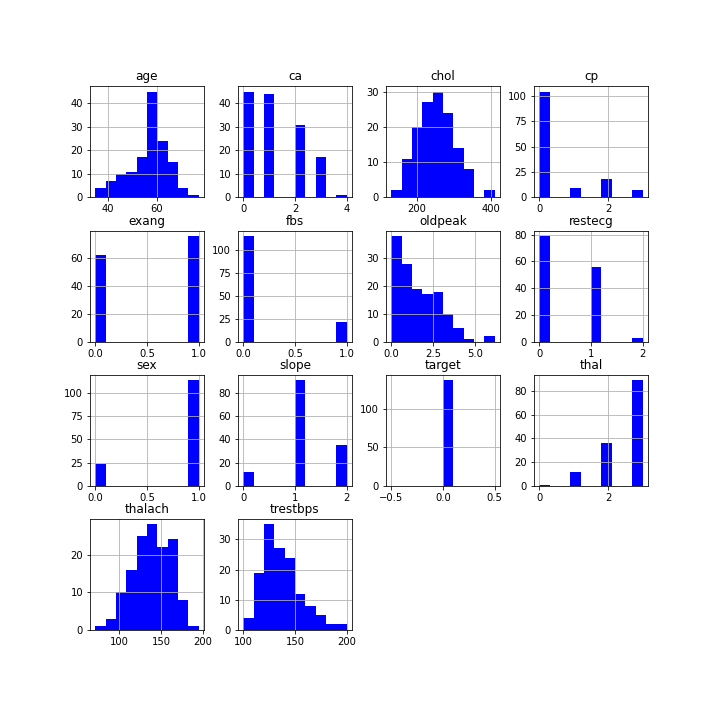 age ca chol cp
40 30 20 10 0 40 60
40 30 20 10 0 0 2 4
30 20 10 0 200 400
100 75 50 25 0 0 2
exang fbs oldpeak restecg
60 40 20 0 0.0 0.5 1.0
100 75 50 25 0 0.0 0.5 1.0
30 20 10 0 0.0 2.5 5.0
80 60 40 20 0 0 1 2
sex slope target thal
100 75 50 25 0 0.0 0.5 1.0
80 60 40 20 0 0 1 2
100 50 0 −0.5 0.0 0.5
80 60 40 20 0 0 2
thalach trestbps
20 10 0 100 150 200
30 20 10 0 100 150 200